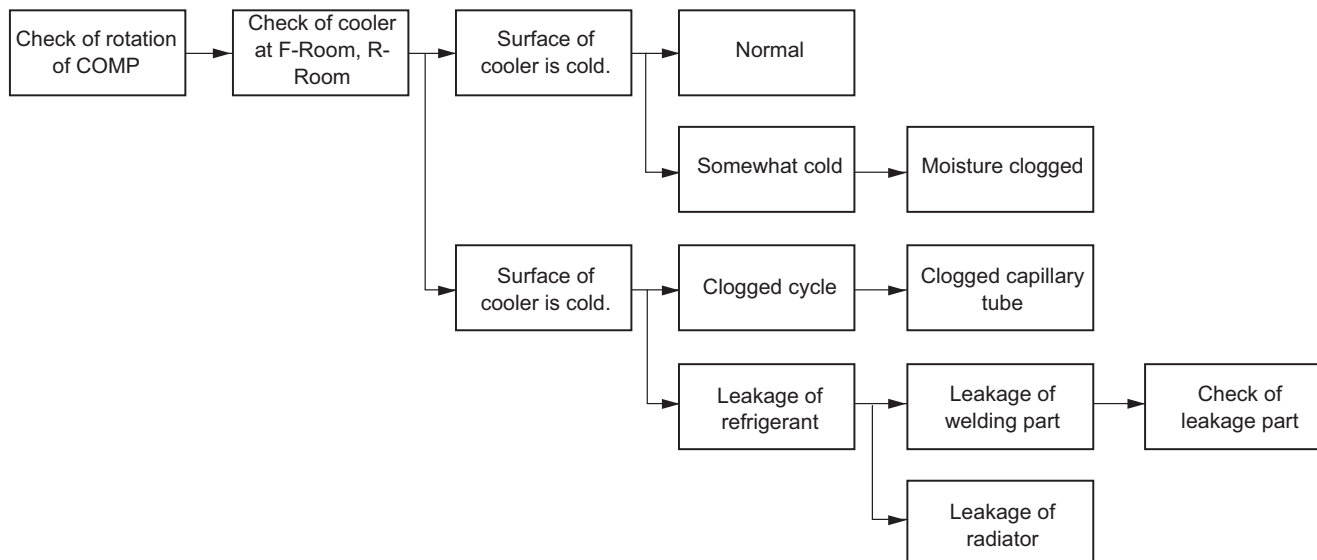 Check of rotation
of COMP
Check of cooler
at F-Room, R-
Room
Surface of
cooler is cold.
Normal
Somewhat cold
Moisture clogged
Surface of
cooler is cold.
Clogged cycle
Clogged capillary
tube
Leakage of
refrigerant
Leakage of
welding part
Check of
leakage part
Leakage of
radiator